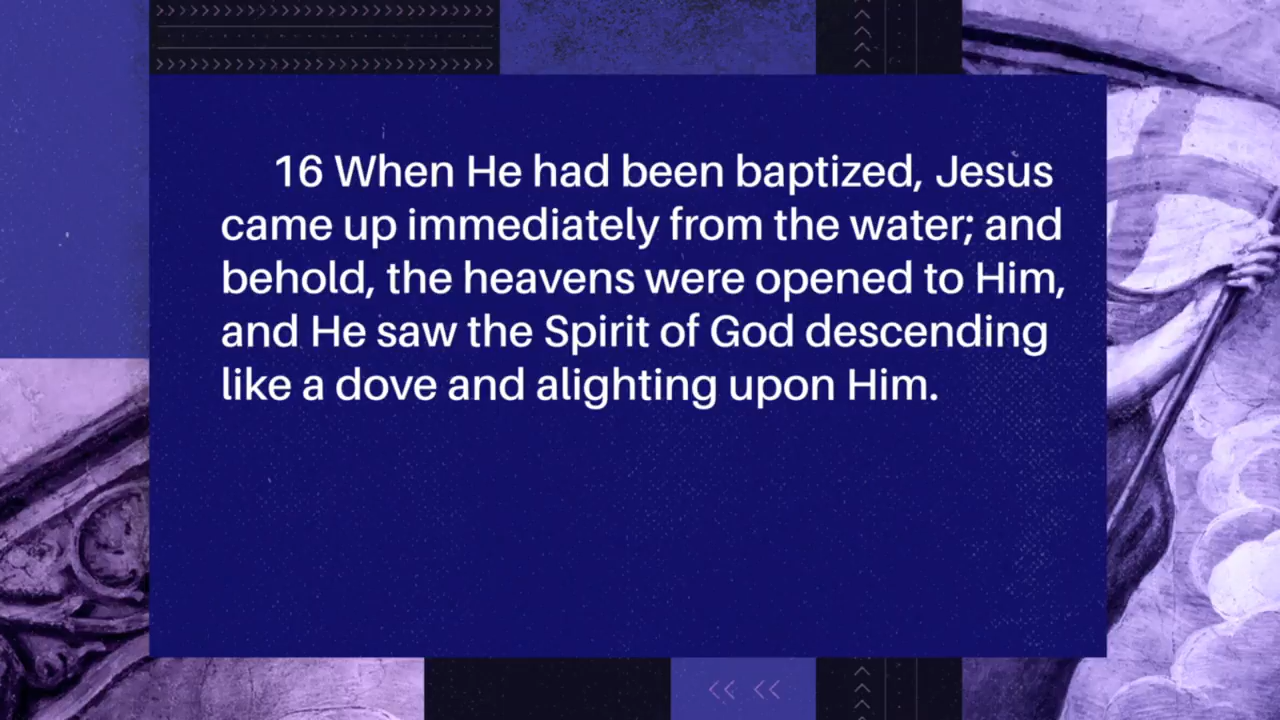 16 When He had been baptized, Jesus
came up immediately from the water; and
behold, the heavens were opened to Him,
and He saw the Spirit of God descending
like a dove and alighting upon Him.